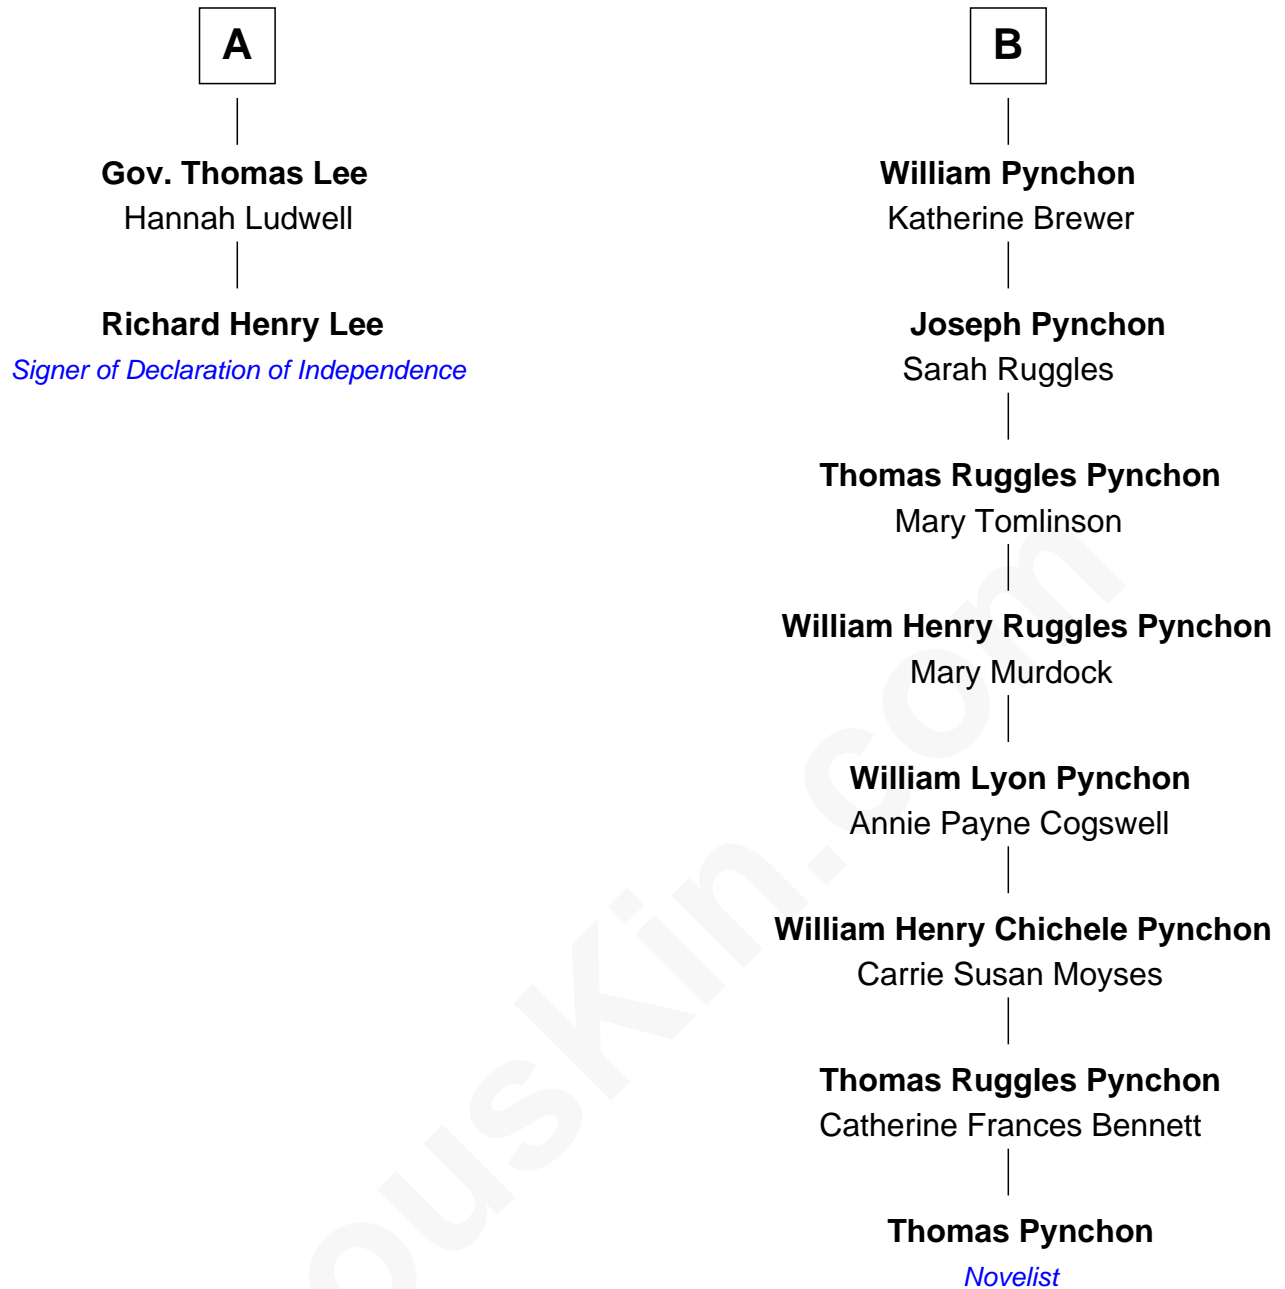 A
Gov. Thomas Lee
Hannah Ludwell
Richard Henry Lee
Signer of Declaration of Independence
B
William Pynchon
Katherine Brewer
Joseph Pynchon
Sarah Ruggles
Thomas Ruggles Pynchon
Mary Tomlinson
William Henry Ruggles Pynchon
Mary Murdock
William Lyon Pynchon
Annie Payne Cogswell
William Henry Chichele Pynchon
Carrie Susan Moyses
Thomas Ruggles Pynchon
Catherine Frances Bennett
Thomas Pynchon
Novelist
ouskin.com